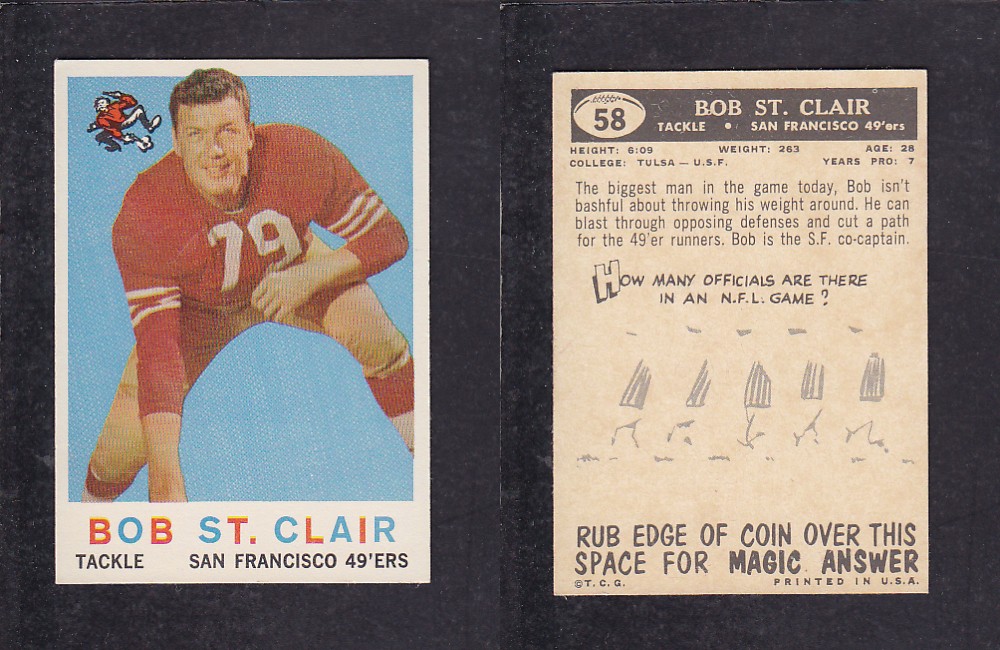 79
BOB ST. CLAIR
TACKLE SAN FRANCISCO 49'ERS
58
BOB ST. CLAIR
TACKLE • SAN FRANCISCO 49'ers
HEIGHT: 6:09 WEIGHT: 263 AGE: 28
COLLEGE: TULSA — U.S.F. YEARS PRO: 7
The biggest man in the game today, Bob isn't
bashful about throwing his weight around. He can
blast through opposing defenses and cut a path
for the 49'er runners. Bob is the S.F. co-captain.
HOW MANY OFFICIALS ARE THERE
IN AN N.F.L. GAME?
RUB EDGE OF COIN OVER THIS
SPACE FOR MAGIC ANSWER
©T.C.G. PRINTED IN U.S.A.